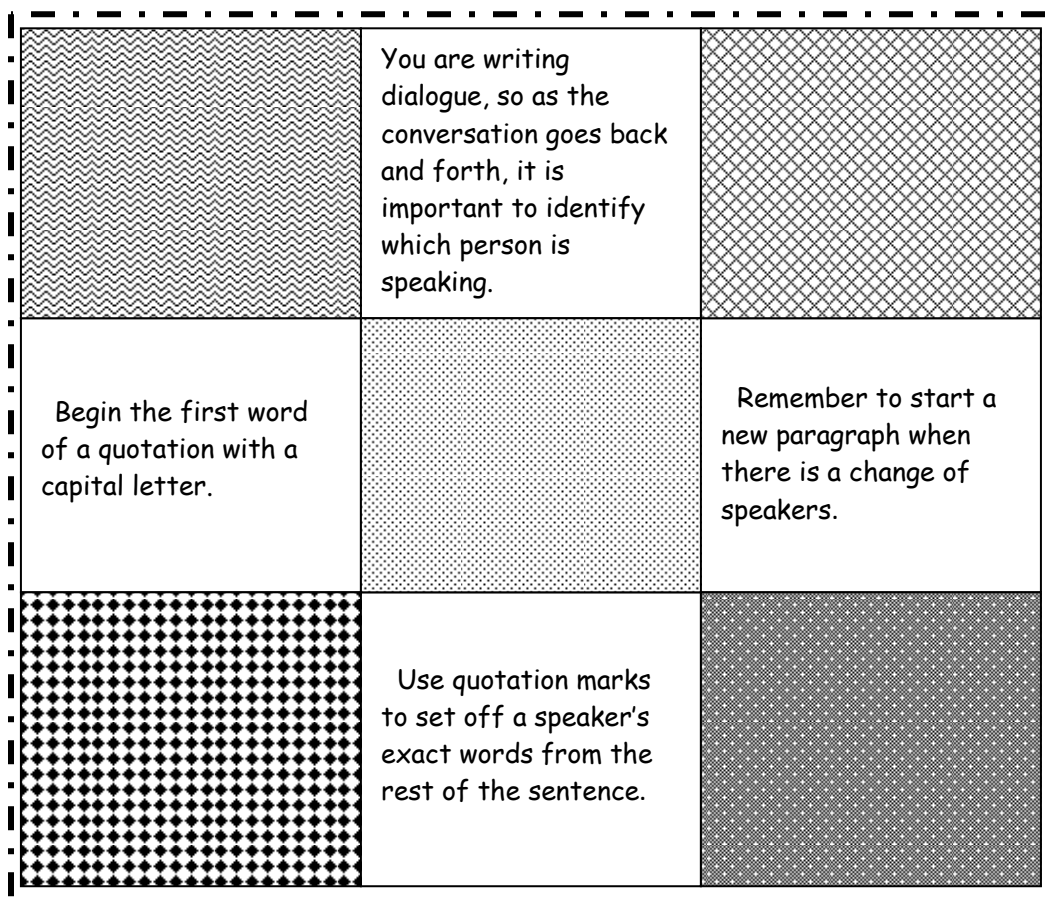 You are writing
dialogue, so as the
conversation goes back
and forth, it is
important to identify
which person is
speaking.
Begin the first word
of a quotation with a
capital letter.
Remember to start a
new paragraph when
there is a change of
speakers.
Use quotation marks
to set off a speaker's
exact words from the
rest of the sentence.